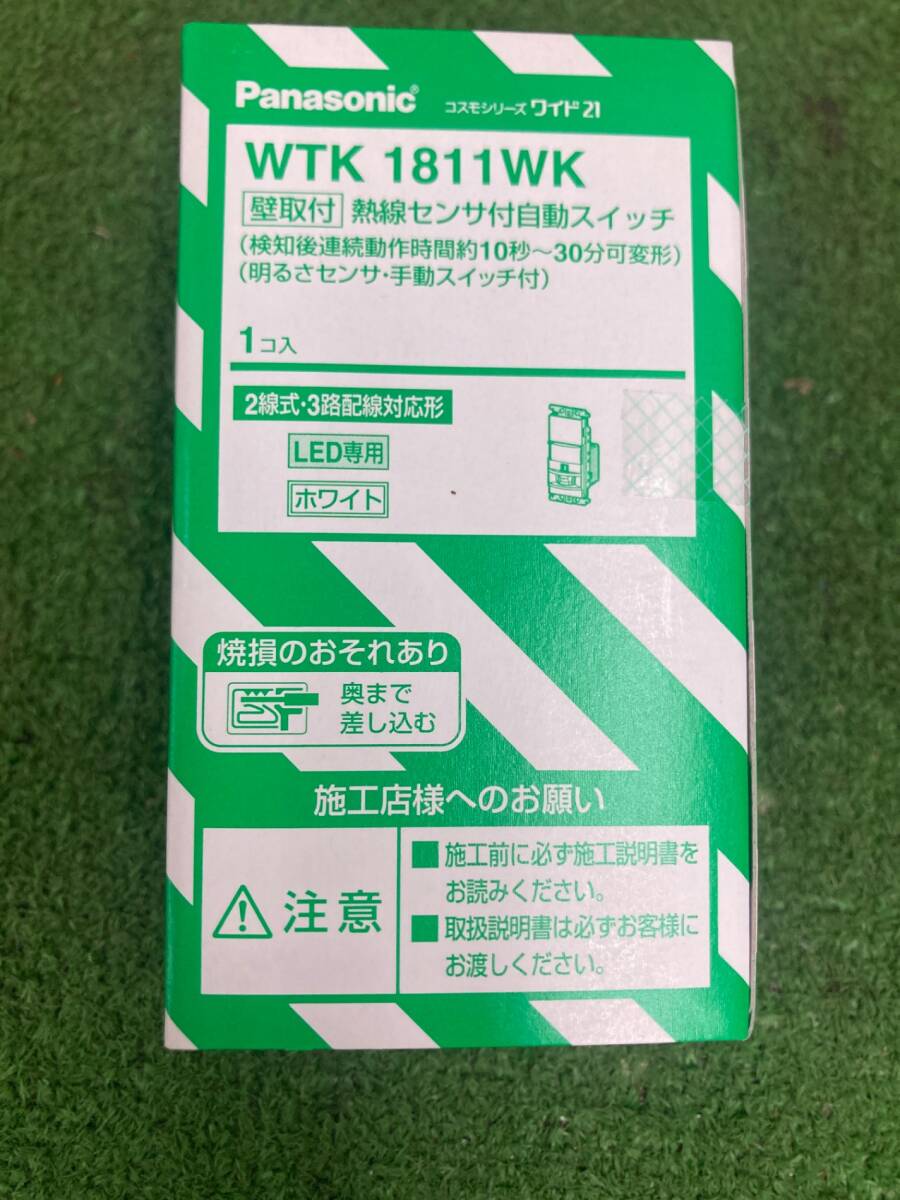 Panasonic® コスモシリーズ ワイド21
WTK 1811WK
壁取付 熱線センサ付自動スイッチ
(検知後連続動作時間約10秒～30分可変形)
(明るさセンサ・手動スイッチ付)
1コ入
2線式・3路配線対応形
LED専用
ホワイト
焼損のおそれあり
奥まで
差し込む
施工店様へのお願い
注意
■施工前に必ず施工説明書を
お読みください。
■取扱説明書は必ずお客様に
お渡しください。